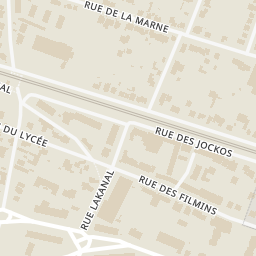 RUE DE LA MARNE
AL
RUE DES JOCKOS
DU LYCÉE
RUE DES FILMINS
RUE LAKANAL